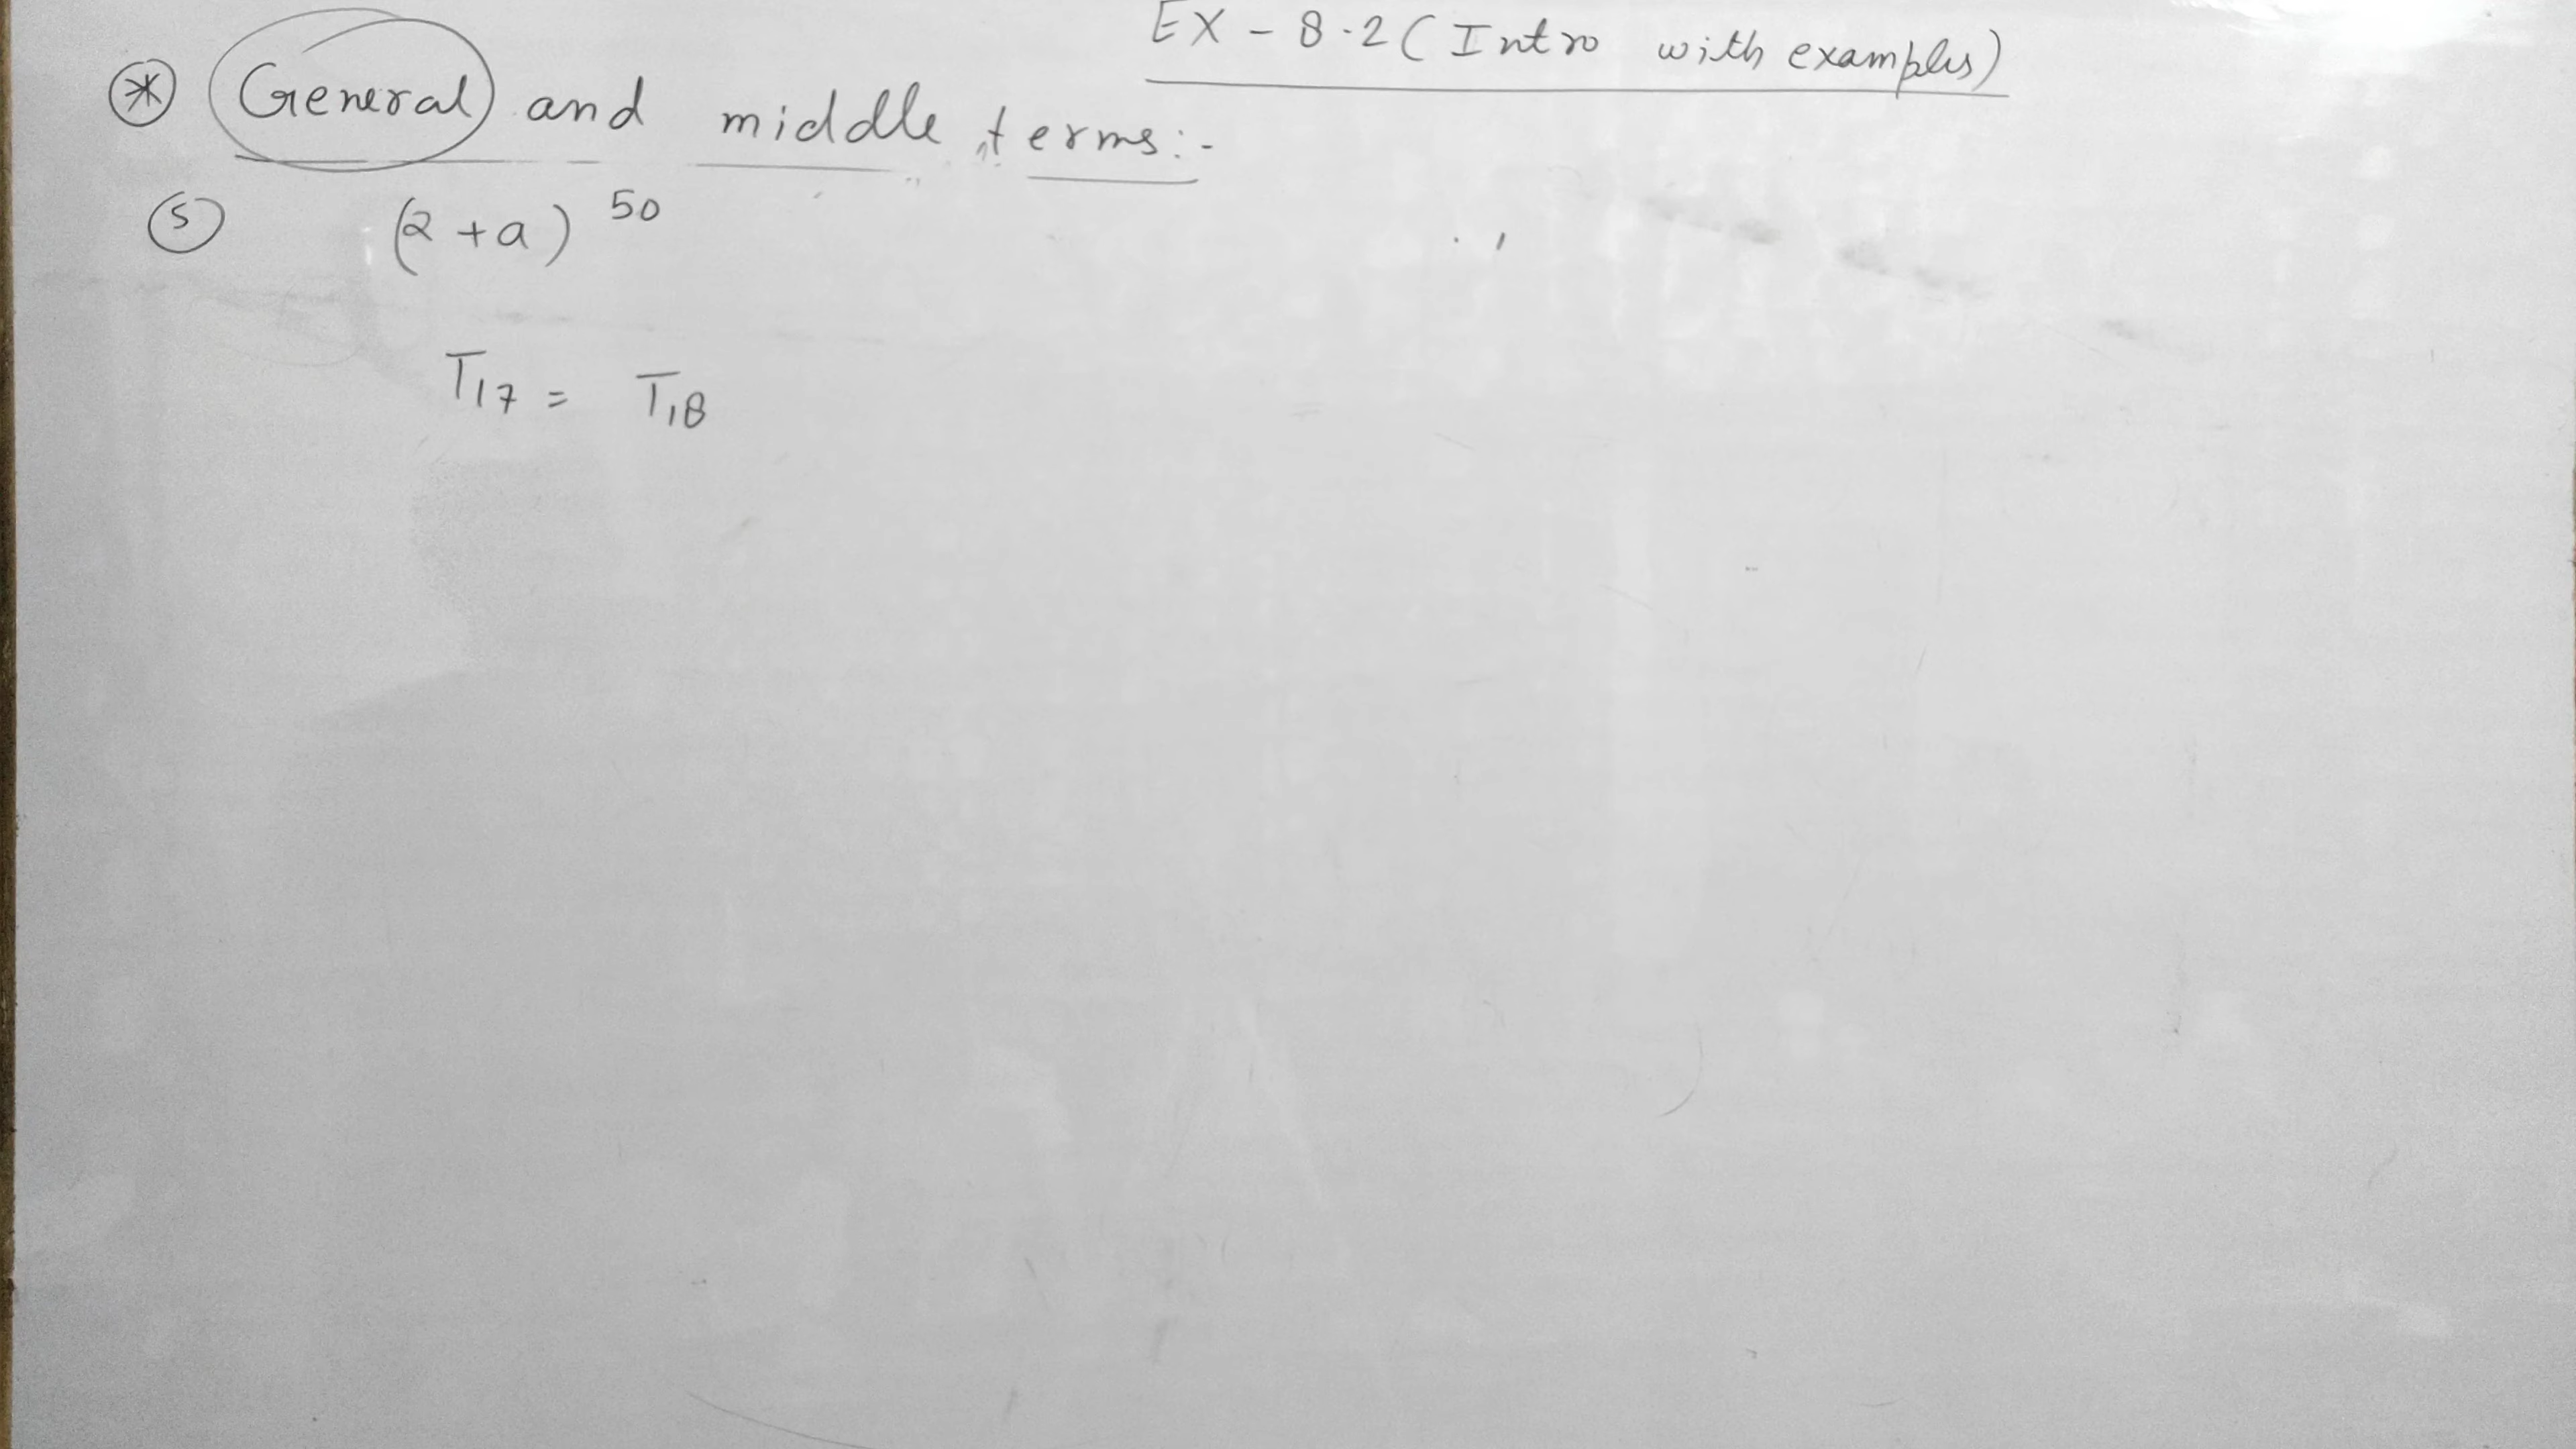 EX - 8.2 (Intro with examples)
* General and middle terms:-
5 (2 + a)^50
T17 = T18